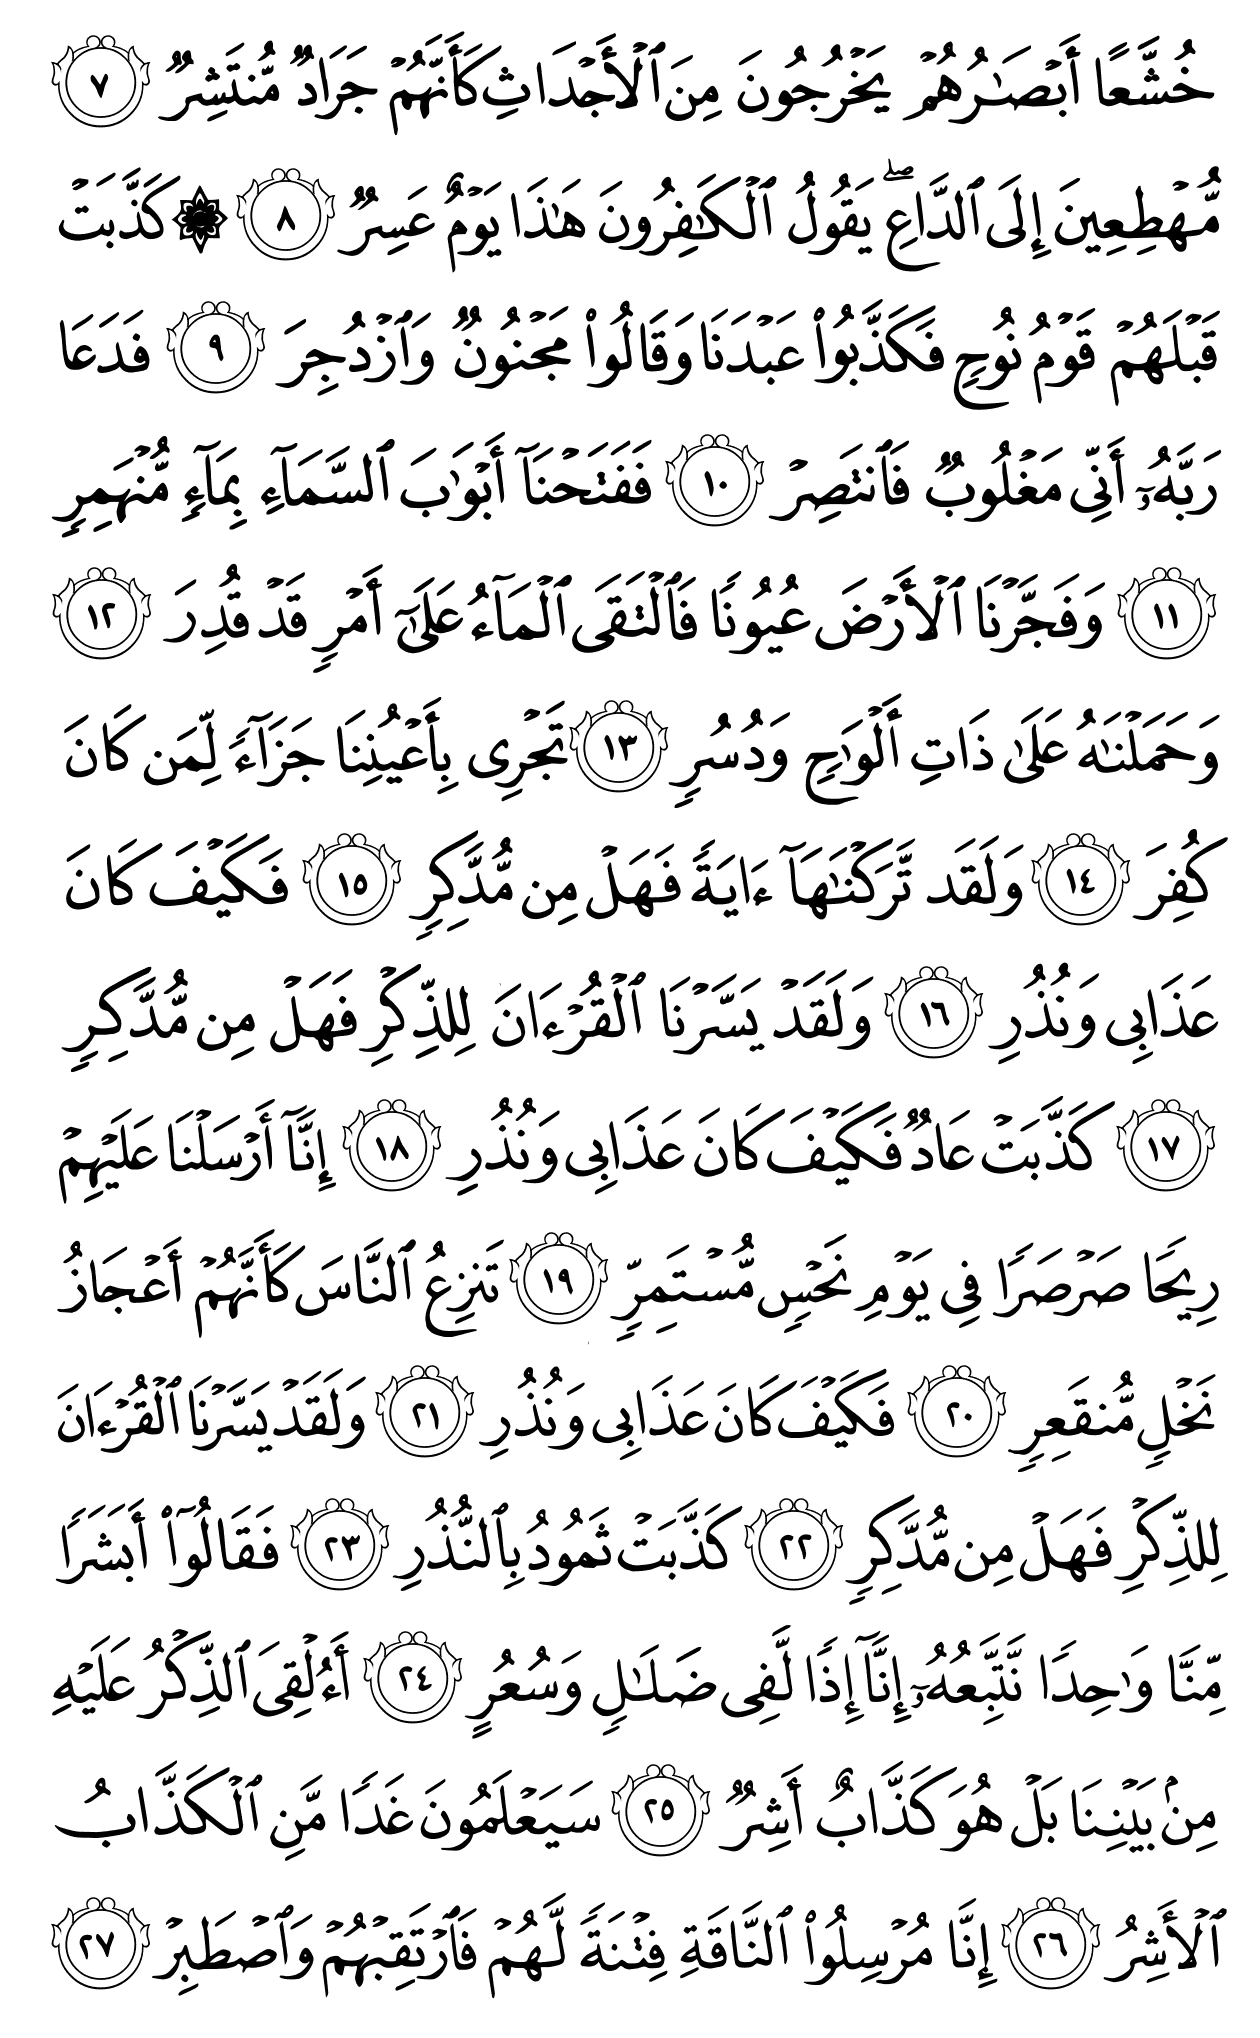 خُشَّعًا أَبْصَـٰرُهُمْ يَخْرُجُونَ مِنَ ٱلْأَجْدَاثِ كَأَنَّهُمْ جَرَادٌ مُّنتَشِرٌ ٧
مُّهْطِعِينَ إِلَى ٱلدَّاعِ ۖ يَقُولُ ٱلْكَـٰفِرُونَ هَـٰذَا يَوْمٌ عَسِرٌ ٨ ۞ كَذَّبَتْ
قَبْلَهُمْ قَوْمُ نُوحٍ فَكَذَّبُوا۟ عَبْدَنَا وَقَالُوا۟ مَجْنُونٌ وَٱزْدُجِرَ ٩ فَدَعَا
رَبَّهُۥٓ أَنِّى مَغْلُوبٌ فَٱنتَصِرْ ١٠ فَفَتَحْنَآ أَبْوَٰبَ ٱلسَّمَآءِ بِمَآءٍ مُّنْهَمِرٍ
١١ وَفَجَّرْنَا ٱلْأَرْضَ عُيُونًا فَٱلْتَقَى ٱلْمَآءُ عَلَىٰٓ أَمْرٍ قَدْ قُدِرَ ١٢
وَحَمَلْنَـٰهُ عَلَىٰ ذَاتِ أَلْوَٰحٍ وَدُسُرٍ ١٣ تَجْرِى بِأَعْيُنِنَا جَزَآءً لِّمَن كَانَ
كُفِرَ ١٤ وَلَقَد تَّرَكْنَـٰهَآ ءَايَةً فَهَلْ مِن مُّدَّكِرٍ ١٥ فَكَيْفَ كَانَ
عَذَابِى وَنُذُرِ ١٦ وَلَقَدْ يَسَّرْنَا ٱلْقُرْءَانَ لِلذِّكْرِ فَهَلْ مِن مُّدَّكِرٍ
١٧ كَذَّبَتْ عَادٌ فَكَيْفَ كَانَ عَذَابِى وَنُذُرِ ١٨ إِنَّآ أَرْسَلْنَا عَلَيْهِمْ
رِيحًا صَرْصَرًا فِى يَوْمِ نَحْسٍ مُّسْتَمِرٍّ ١٩ تَنزِعُ ٱلنَّاسَ كَأَنَّهُمْ أَعْجَازُ
نَخْلٍ مُّنقَعِرٍ ٢٠ فَكَيْفَ كَانَ عَذَابِى وَنُذُرِ ٢١ وَلَقَدْ يَسَّرْنَا ٱلْقُرْءَانَ
لِلذِّكْرِ فَهَلْ مِن مُّدَّكِرٍ ٢٢ كَذَّبَتْ ثَمُودُ بِٱلنُّذُرِ ٢٣ فَقَالُوٓا۟ أَبَشَرًا
مِّنَّا وَٰحِدًا نَّتَّبِعُهُۥٓ إِنَّآ إِذًا لَّفِى ضَلَـٰلٍ وَسُعُرٍ ٢٤ أَءُلْقِىَ ٱلذِّكْرُ عَلَيْهِ
مِنۢ بَيْنِنَا بَلْ هُوَ كَذَّابٌ أَشِرٌ ٢٥ سَيَعْلَمُونَ غَدًا مَّنِ ٱلْكَذَّابُ
ٱلْأَشِرُ ٢٦ إِنَّا مُرْسِلُوا۟ ٱلنَّاقَةِ فِتْنَةً لَّهُمْ فَٱرْتَقِبْهُمْ وَٱصْطَبِرْ ٢٧